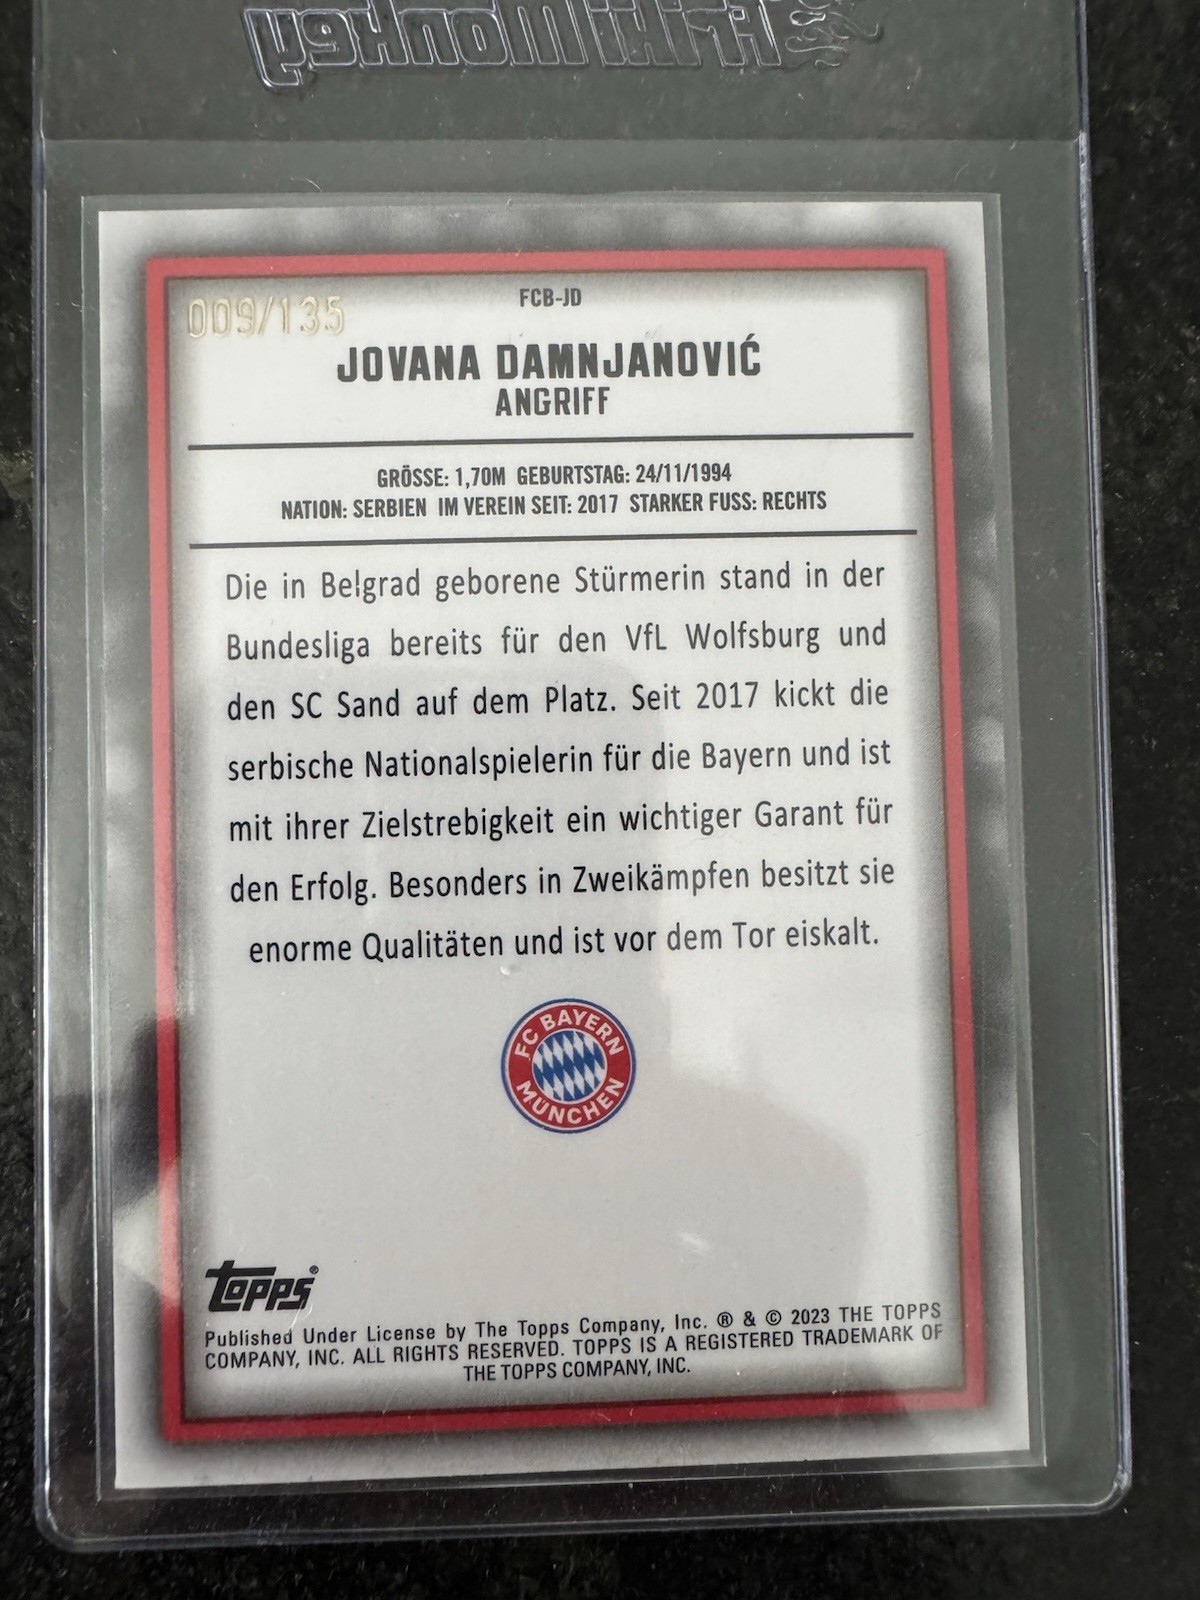 FrikiMonkey
009/135
FCB-JD
JOVANA DAMNJANOVIĆ
ANGRIFF
GRÖSSE: 1,70M GEBURTSTAG: 24/11/1994
NATION: SERBIEN IM VEREIN SEIT: 2017 STARKER FUSS: RECHTS
Die in Belgrad geborene Stürmerin stand in der
Bundesliga bereits für den VfL Wolfsburg und
den SC Sand auf dem Platz. Seit 2017 kickt die
serbische Nationalspielerin für die Bayern und ist
mit ihrer Zielstrebigkeit ein wichtiger Garant für
den Erfolg. Besonders in Zweikämpfen besitzt sie
enorme Qualitäten und ist vor dem Tor eiskalt.
FC BAYERN
MÜNCHEN
Topps®
Published Under License by The Topps Company, Inc. ® & © 2023 THE TOPPS
COMPANY, INC. ALL RIGHTS RESERVED. TOPPS IS A REGISTERED TRADEMARK OF
THE TOPPS COMPANY, INC.